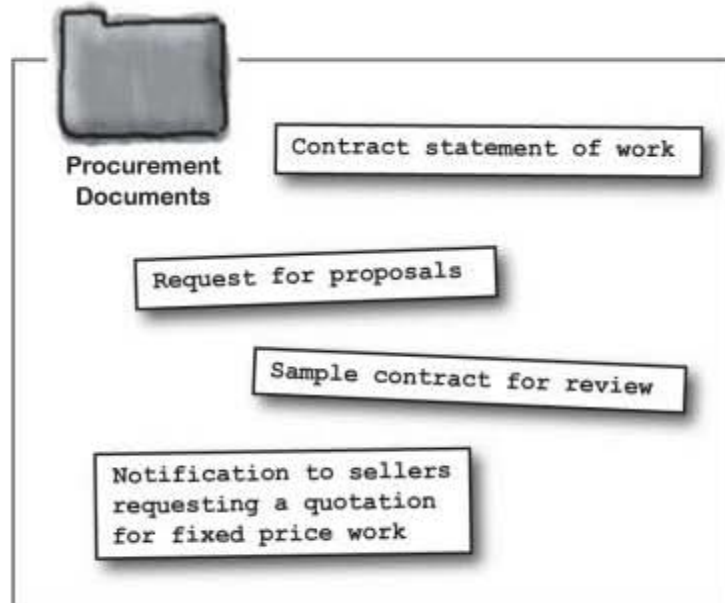 Procurement
Documents
Contract statement of work
Request for proposals
Sample contract for review
Notification to sellers
requesting a quotation
for fixed price work